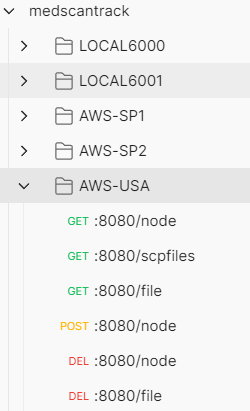 medscantrack
LOCAL6000
LOCAL6001
AWS-SP1
AWS-SP2
AWS-USA
GET :8080/node
GET :8080/scpfiles
GET :8080/file
POST :8080/node
DEL :8080/node
DEL :8080/file